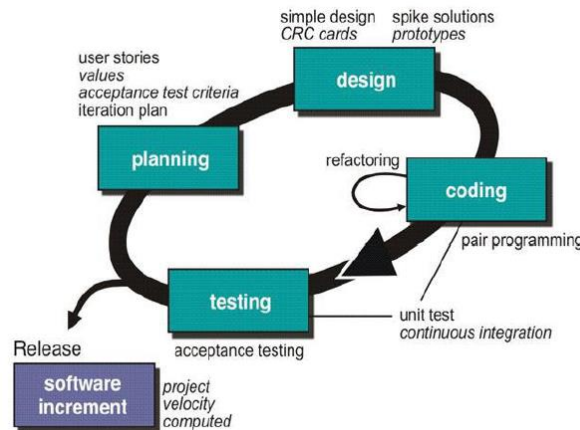 simple design
CRC cards
spike solutions
prototypes
user stories
values
acceptance test criteria
iteration plan
design
planning
refactoring
coding
pair programming
testing
unit test
continuous integration
acceptance testing
Release
software
increment
project
velocity
computed